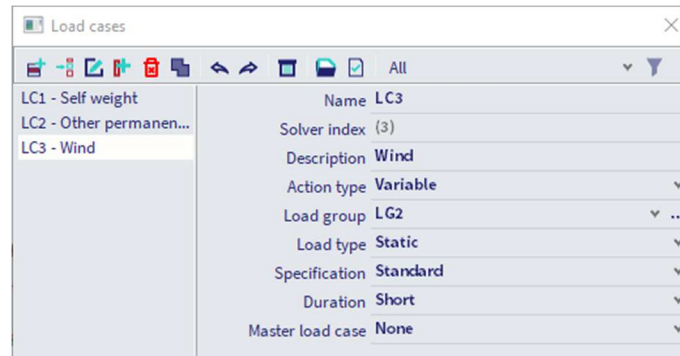 Load cases
All
LC1 - Self weight
LC2 - Other permanen...
LC3 - Wind
Name LC3
Solver index (3)
Description Wind
Action type Variable
Load group LG2 ..
Load type Static
Specification Standard
Duration Short
Master load case None